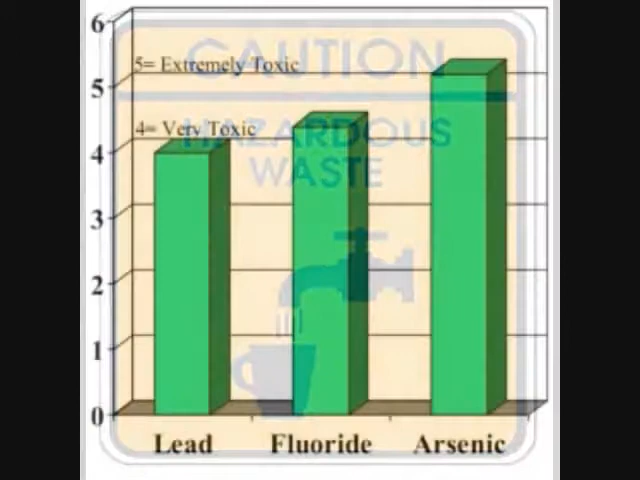 6
CAUTION
5= Extremely Toxic
5
4= Very Toxic
HAZARDOUS
4
WASTE
3
2
1
0
Lead Fluoride Arsenic